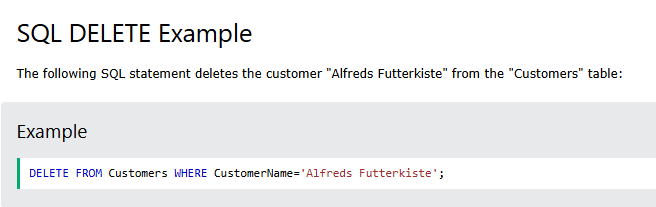 SQL DELETE Example
The following SQL statement deletes the customer "Alfreds Futterkiste" from the "Customers" table:
Example
DELETE FROM Customers WHERE CustomerName='Alfreds Futterkiste';